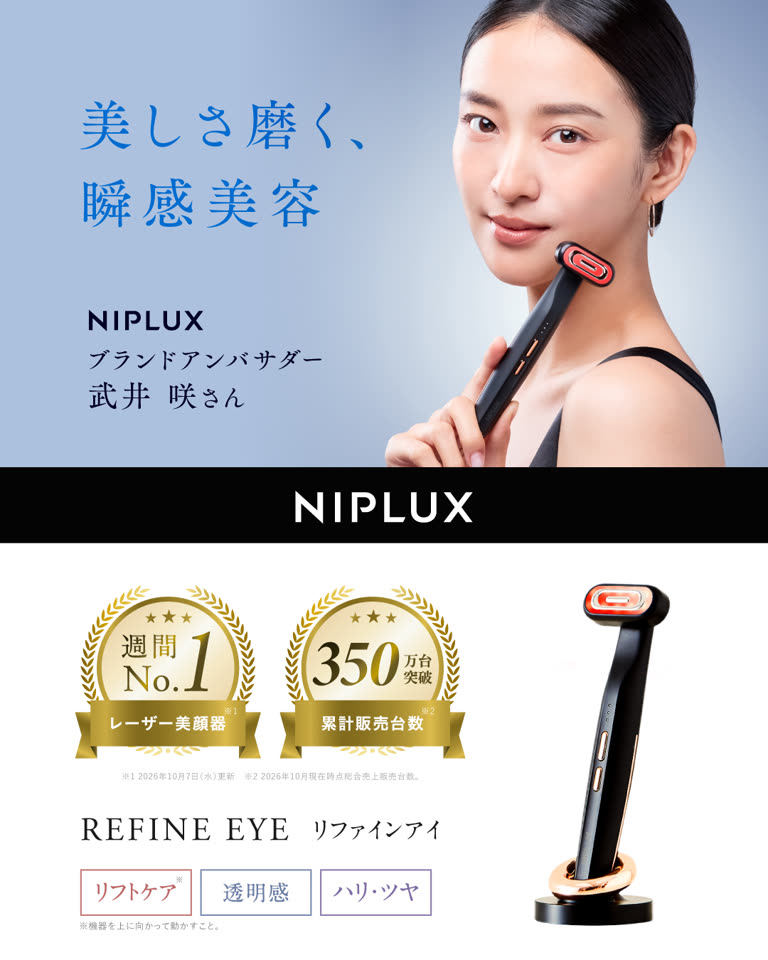 美しさ磨く、
瞬感美容
NIPLUX
ブランドアンバサダー
武井 咲さん
NIPLUX
週間
No.1
レーザー美顔器※1
350万台突破
累計販売台数※2
※1 2026年10月7日(水)更新 ※2 2026年10月現在時点総合売上販売台数。
REFINE EYE リファインアイ
リフトケア※
透明感
ハリ・ツヤ
※機器を上に向かって動かすこと。